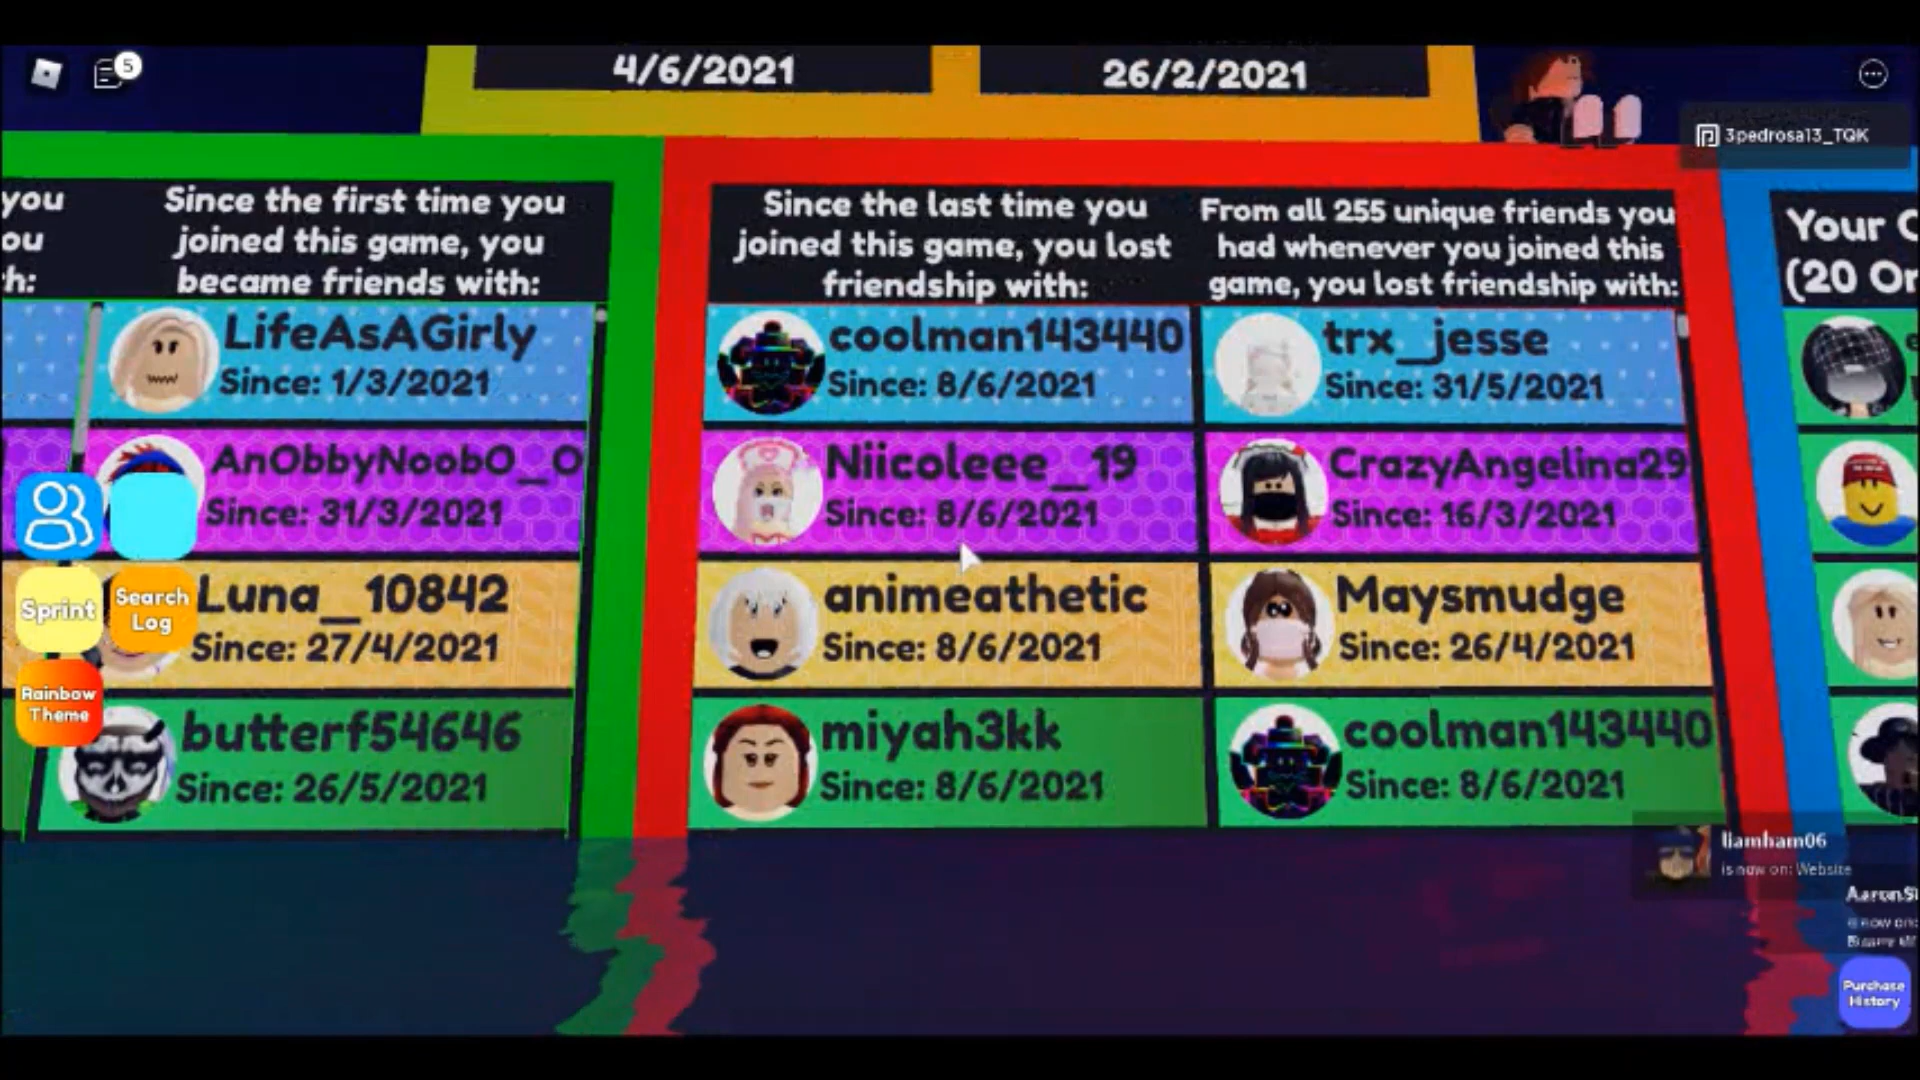 4/6/2021
26/2/2021
5
3pedrosa13_TQK
you
ou
h:
Since the first time you
joined this game, you
became friends with:
Since the last time you
joined this game, you lost
friendship with:
From all 255 unique friends you
had whenever you joined this
game, you lost friendship with:
Your
(20
LifeAsAGirly
Since: 1/3/2021
AnObbyNoobO_O
Since: 31/3/2021
Luna_10842
Since: 27/4/2021
butterf54646
Since: 26/5/2021
coolman143440
Since: 8/6/2021
Niicoleee_19
Since: 8/6/2021
animeathetic
Since: 8/6/2021
miyah3kk
Since: 8/6/2021
trx_jesse
Since: 31/5/2021
CrazyAngelina29
Since: 16/3/2021
Maysmudge
Since: 26/4/2021
coolman143440
Since: 8/6/2021
Sprint
Search
Log
Rainbow
Theme
liamham06
is now on: Website
Purchase
History